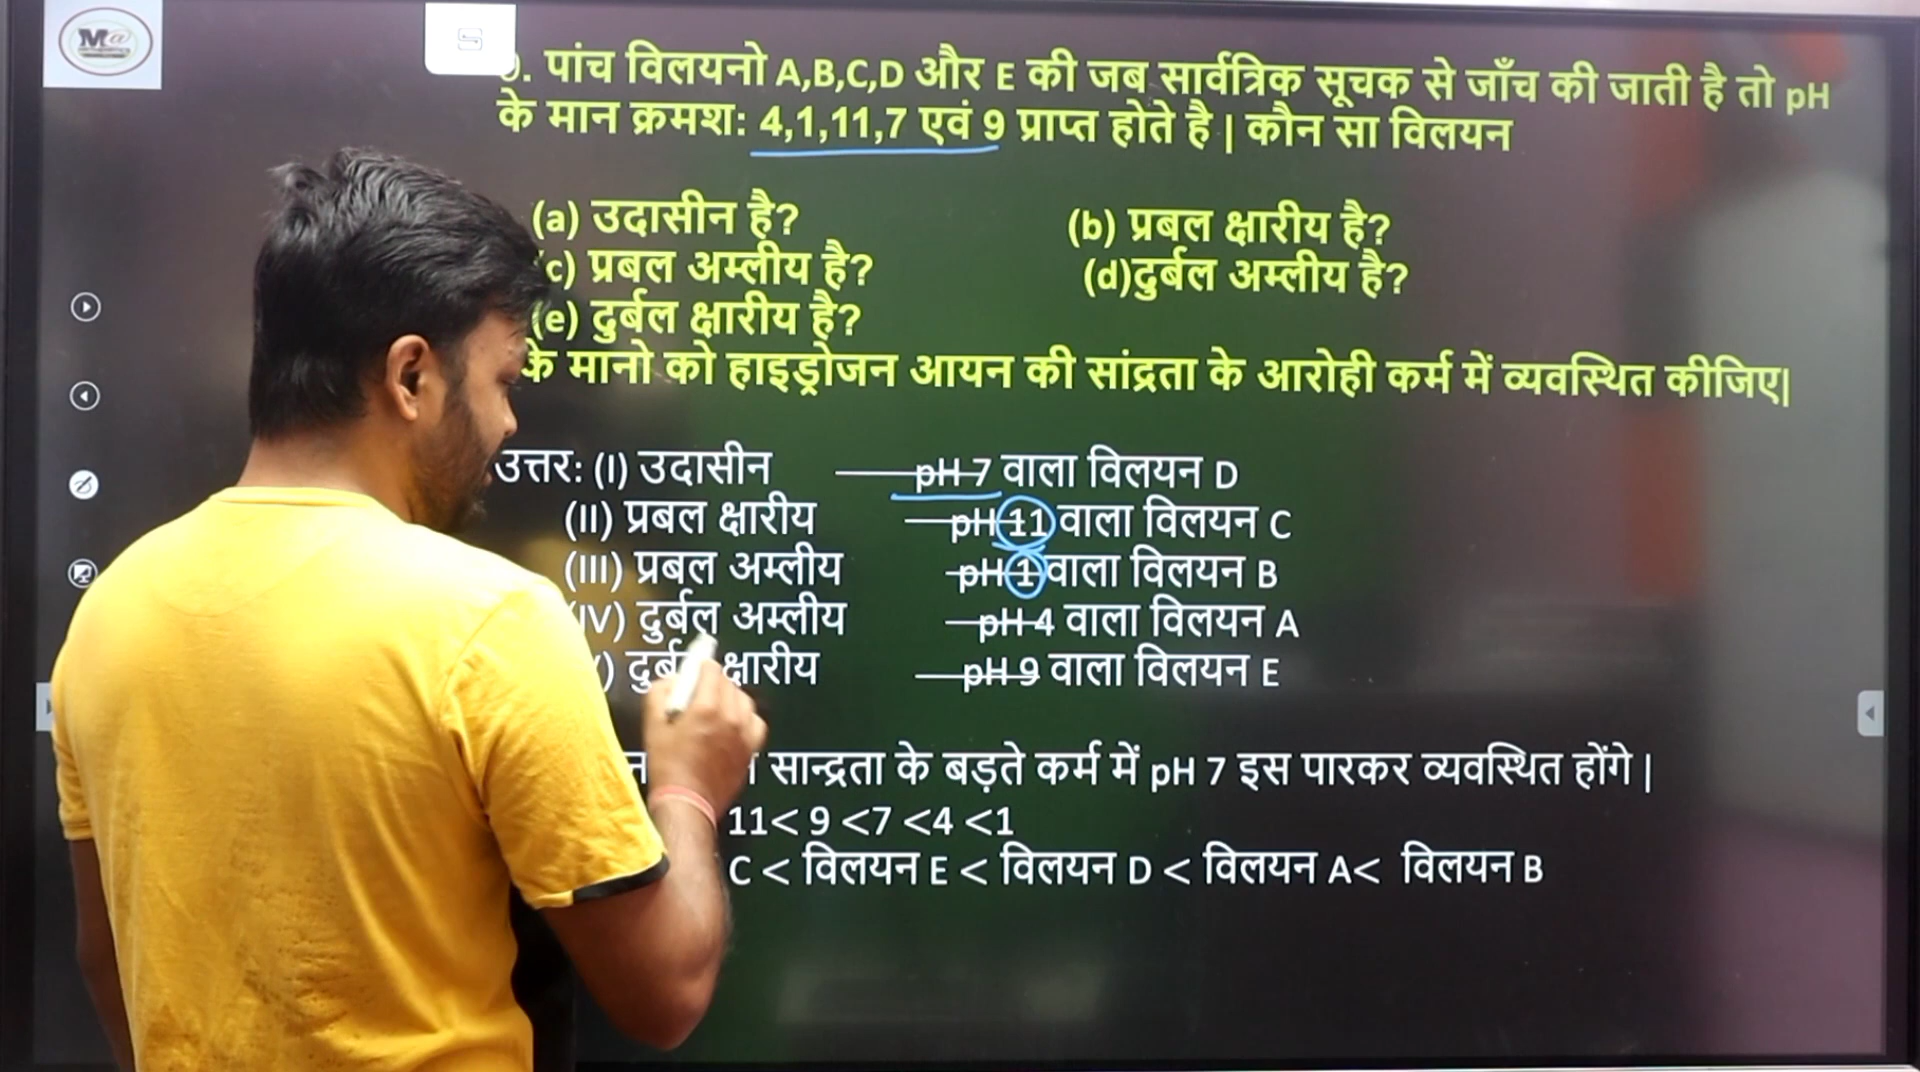 M@
पांच विलयनो A,B,C,D और E की जब सार्वत्रिक सूचक से जाँच की जाती है तो pH
के मान क्रमश: 4,1,11,7 एवं 9 प्राप्त होते है | कौन सा विलयन
(a) उदासीन है? (b) प्रबल क्षारीय है?
c) प्रबल अम्लीय है? (d)दुर्बल अम्लीय है?
(e) दुर्बल क्षारीय है?
के मानो को हाइड्रोजन आयन की सांद्रता के आरोही कर्म में व्यवस्थित कीजिए|
उत्तर: (I) उदासीन pH 7 वाला विलयन D
(II) प्रबल क्षारीय pH 11 वाला विलयन C
(III) प्रबल अम्लीय pH 1 वाला विलयन B
IV) दुर्बल अम्लीय pH 4 वाला विलयन A
) क्षारीय pH 9 वाला विलयन E
सान्द्रता के बड़ते कर्म में pH 7 इस पारकर व्यवस्थित होंगे |
11< 9 <7 <4 <1
C < विलयन E < विलयन D < विलयन A< विलयन B